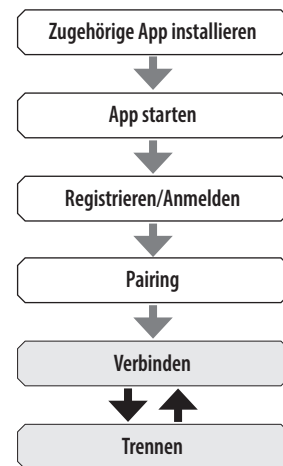 Zugehörige App installieren
App starten
Registrieren/Anmelden
Pairing
Verbinden
Trennen